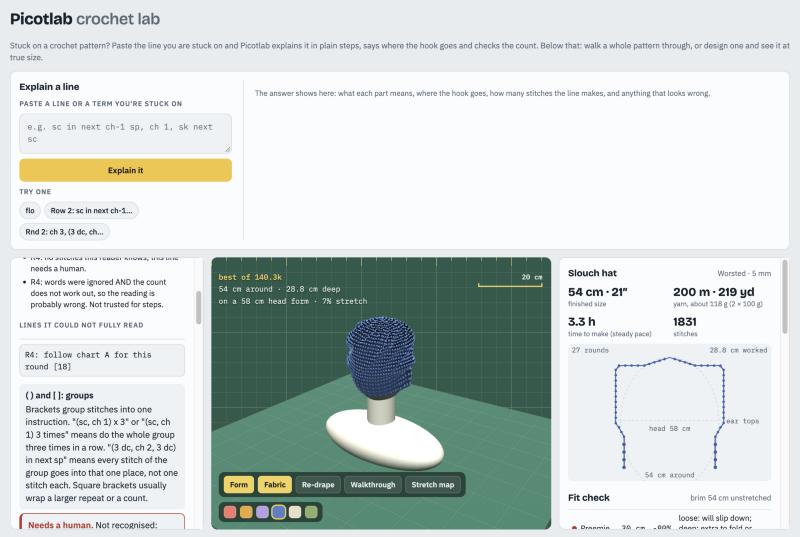 Picotlab crochet lab
Stuck on a crochet pattern? Paste the line you are stuck on and Picotlab explains it in plain steps, says where the hook goes and checks the count. Below that: walk a whole pattern through, or design one and see it at
true size.
Explain a line
PASTE A LINE OR A TERM YOU'RE STUCK ON
e.g. sc in next ch-1 sp, ch 1, sk next
sc
Explain it
TRY ONE
flo
Row 2: sc in next ch-1...
Rnd 2: ch 3, (3 dc, ch...
The answer shows here: what each part means, where the hook goes, how many stitches the line makes, and anything that looks wrong.
R4: no stitches this reader knows; this line
needs a human.
R4: words were ignored AND the
count does not work out, so the reading is
probably wrong. Not trusted for steps.
LINES IT COULD NOT FULLY READ
R4: follow chart A for this
round [18]
( ) and [ ]: groups
Brackets group stitches into one
instruction. "(sc, ch 1) x 3" or "(sc, ch
1) 3 times" means do the whole group
three times in a row. "(3 dc, ch 2, 3 dc)
in next sp" means every stitch of the
group goes into that one place, not one
stitch each. Square brackets usually
wrap a larger repeat or a count.
Needs a human. Not recognised:
best of 140.3k
54 cm around · 28.8 cm deep
on a 58 cm head form · 7% stretch
20 cm
Form
Fabric
Re-drape
Walkthrough
Stretch map
Slouch hat
Worsted · 5 mm
54 cm · 21″
finished size
200 m · 219 yd
yarn, about 118 g (2 × 100 g)
3.3 h
time to make (steady pace)
1831
stitches
27 rounds
28.8 cm worked
ear tops
head 58 cm
54 cm around
Fit check
brim 54 cm unstretched
Preemie
30 cm
-80%
loose: will slip down;
deep: extra to fold or